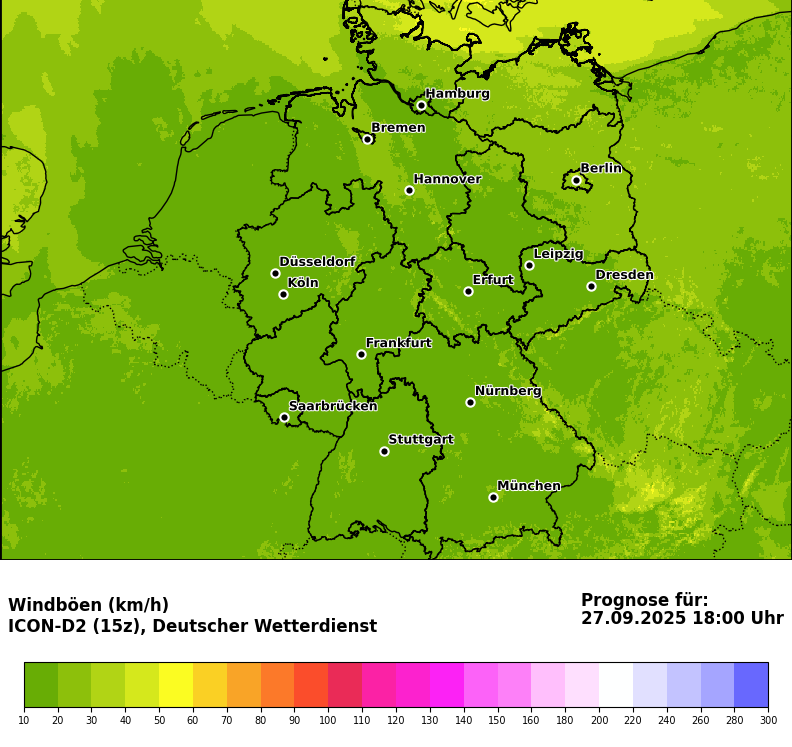 Hamburg
Bremen
Berlin
Hannover
Leipzig
Düsseldorf
Dresden
Köln
Erfurt
Frankfurt
Nürnberg
Saarbrücken
Stuttgart
München
Windböen (km/h)
ICON-D2 (15z), Deutscher Wetterdienst
Prognose für:
27.09.2025 18:00 Uhr
10 20 30 40 50 60 70 80 90 100 110 120 130 140 150 160 180 200 220 240 260 280 300